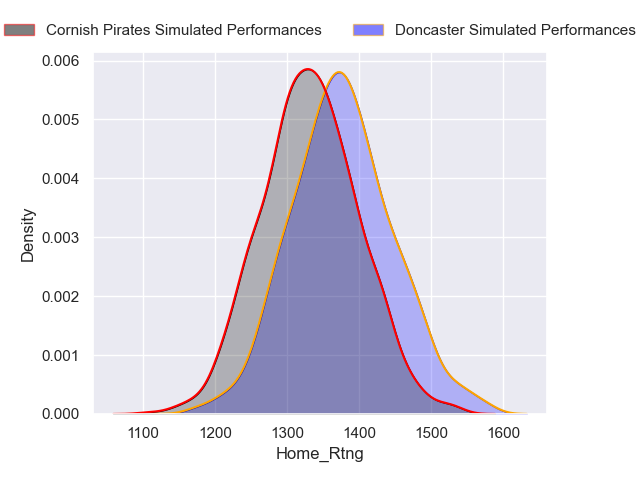 Cornish Pirates Simulated Performances Doncaster Simulated Performances
0.006
0.005
0.004
0.003
0.002
0.001
0.000
Density
1100 1200 1300 1400 1500 1600
Home_Rtng